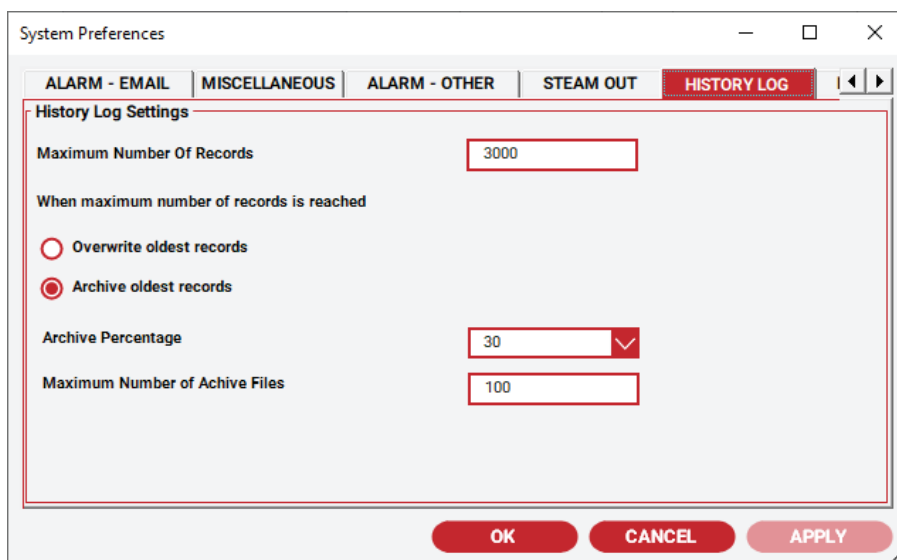 System Preferences
ALARM - EMAIL MISCELLANEOUS ALARM - OTHER STEAM OUT HISTORY LOG
History Log Settings
Maximum Number Of Records 3000
When maximum number of records is reached
Overwrite oldest records
Archive oldest records
Archive Percentage 30
Maximum Number of Achive Files 100
OK CANCEL APPLY